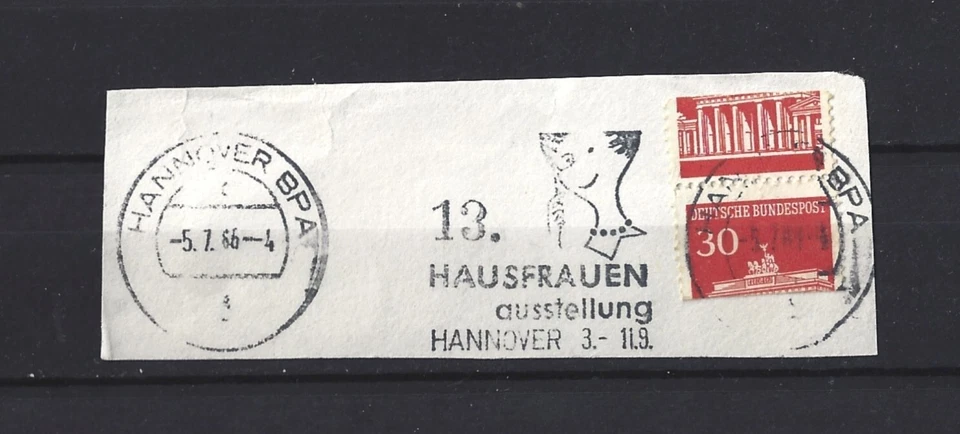 HANNOVER BPA
-5.7.66--4
13.
HAUSFRAUEN
ausstellung
HANNOVER 3.- 11.9.
DEUTSCHE BUNDESPOST
30
BPA